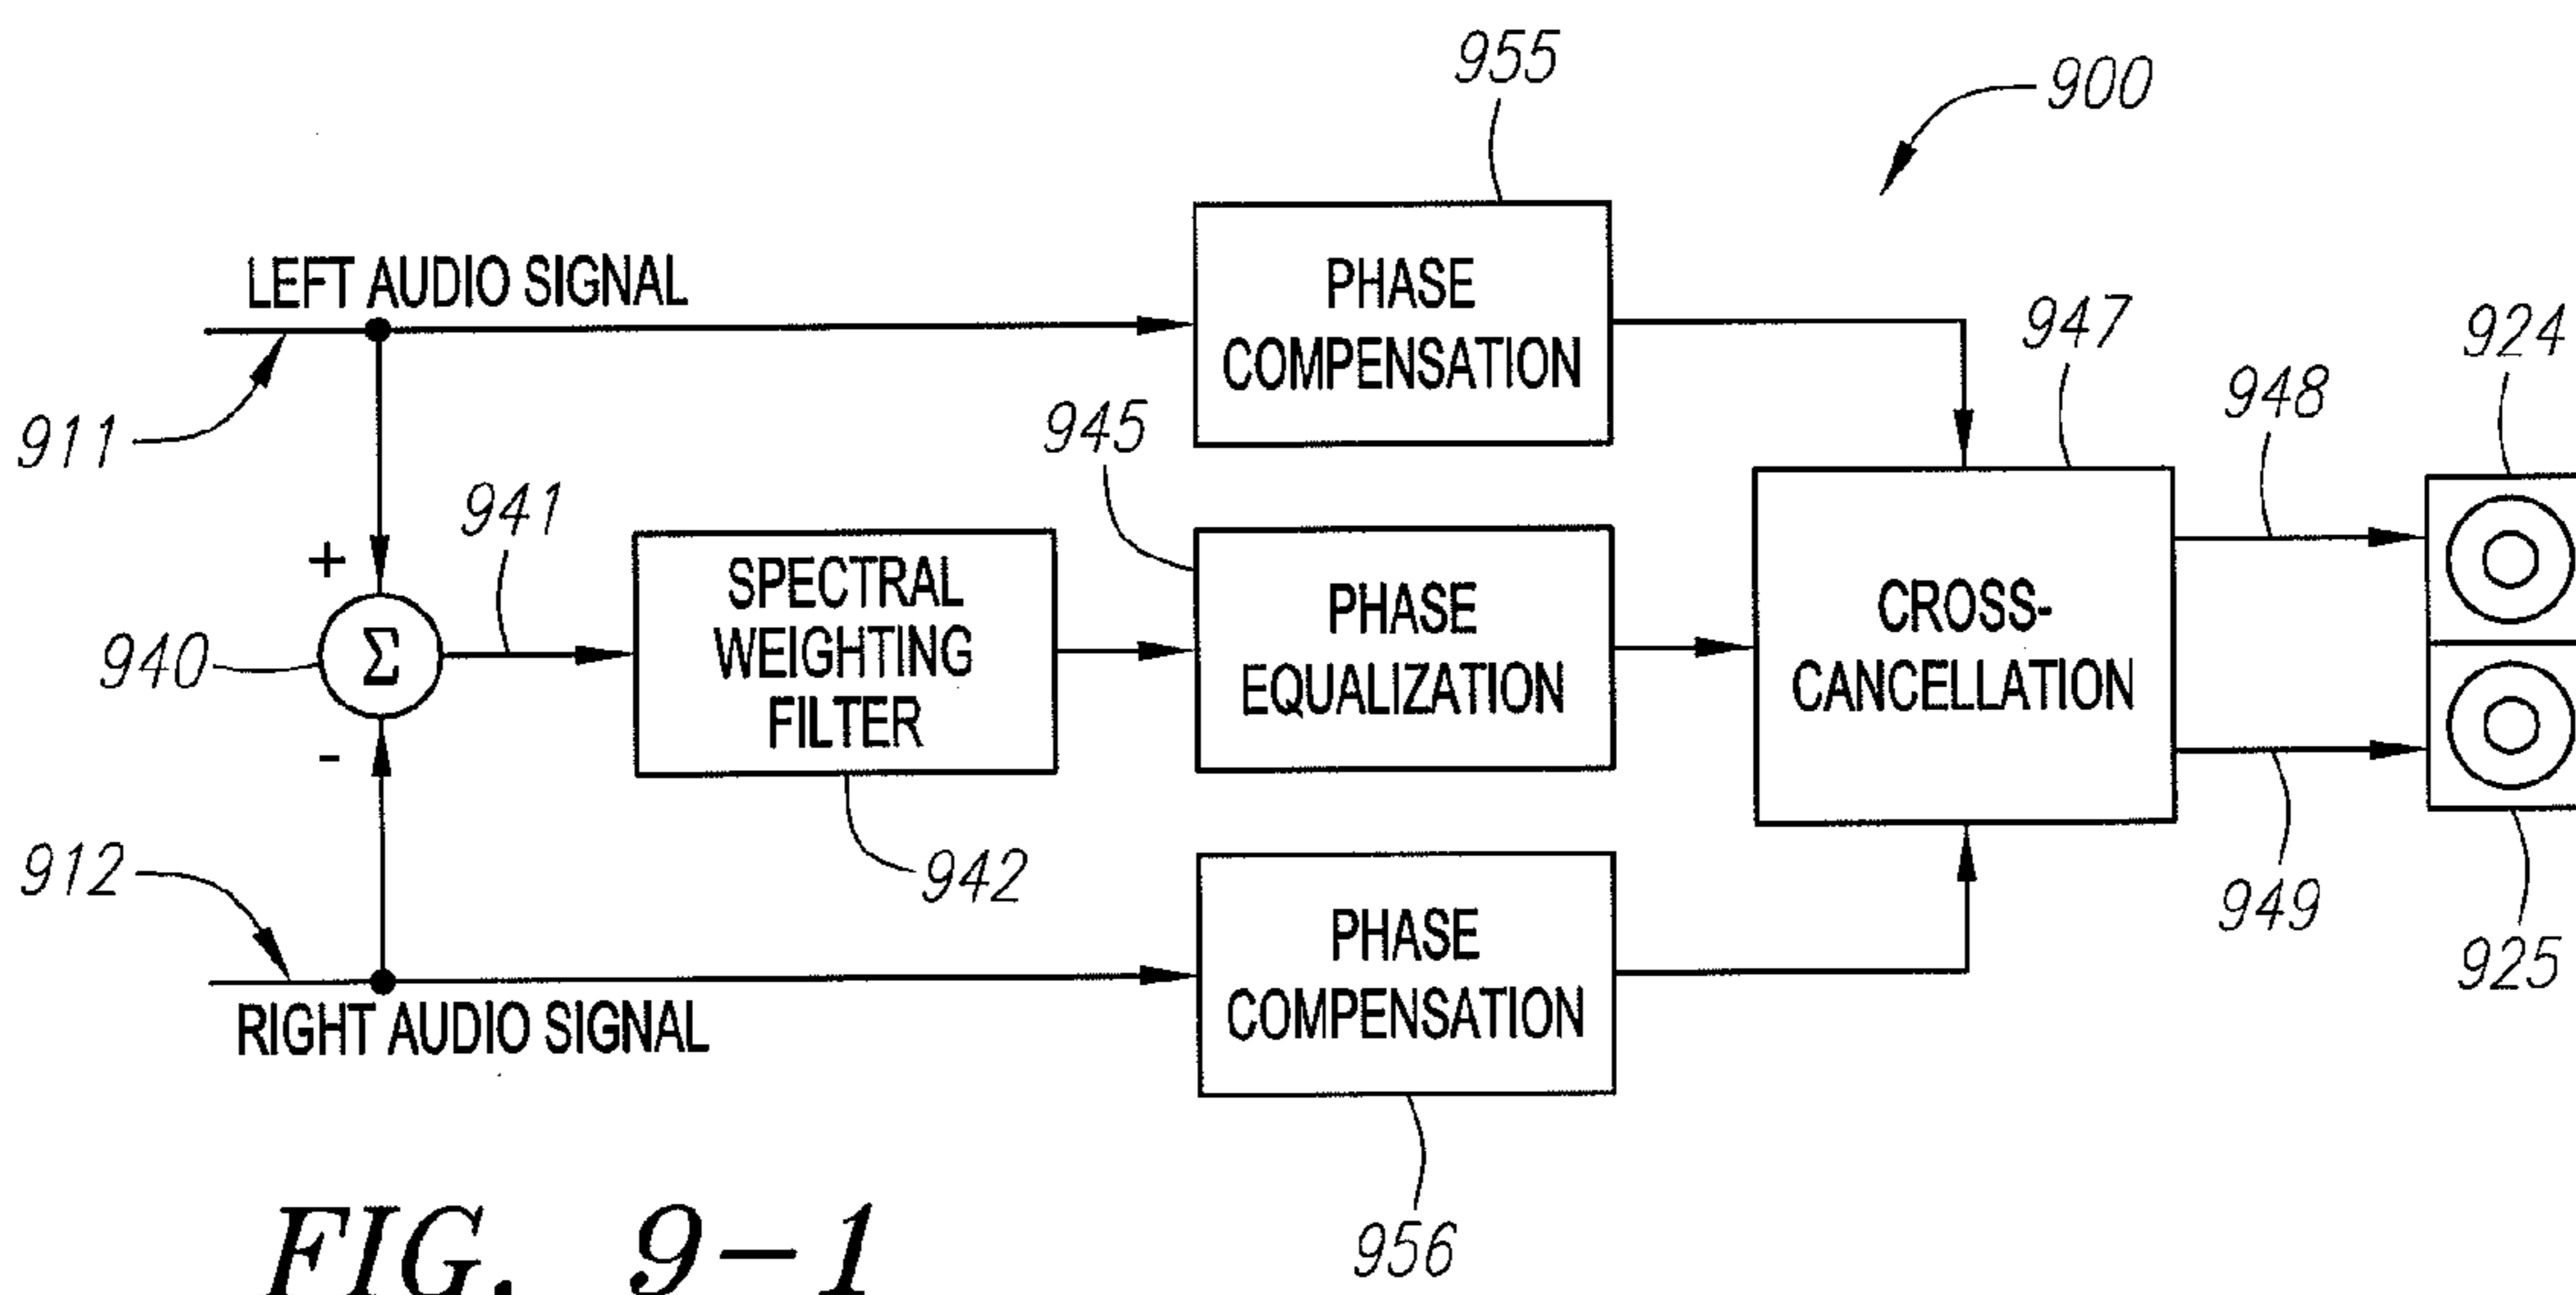 955
900
LEFT AUDIO SIGNAL
PHASE
COMPENSATION
947
924
948
911
945
941
+
SPECTRAL
WEIGHTING
FILTER
PHASE
EQUALIZATION
CROSS-
CANCELLATION
940
Σ
-
912
942
PHASE
COMPENSATION
949
925
RIGHT AUDIO SIGNAL
956
FIG. 9-1